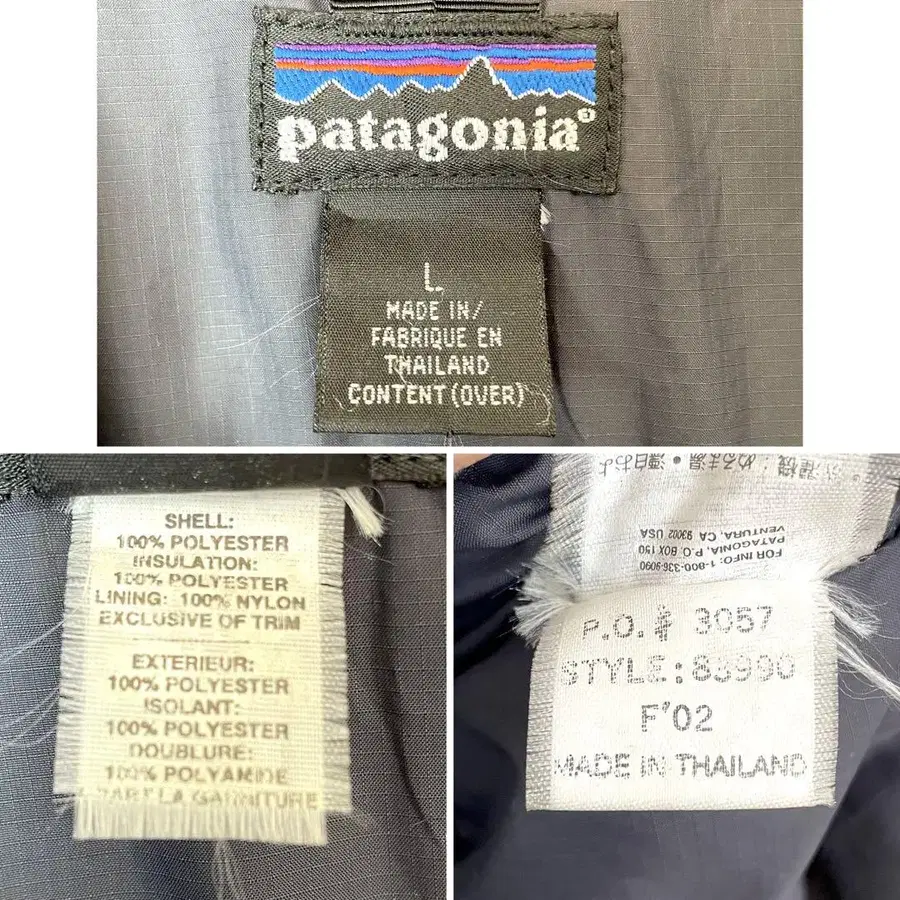 patagonia®
L
MADE IN/
FABRIQUE EN
THAILAND
CONTENT (OVER)
SHELL:
100% POLYESTER
INSULATION:
100% POLYESTER
LINING: 100% NYLON
EXCLUSIVE OF TRIM
EXTERIEUR:
100% POLYESTER
ISOLANT:
100% POLYESTER
DOUBLURE:
100% POLYAMIDE
LA GARNITURE
FOR INFO: 1-800-336-9090
PATAGONIA, P.O. BOX 150
VENTURA, CA 93002 USA
P.O.# 3057
STYLE:83990
F'02
MADE IN THAILAND